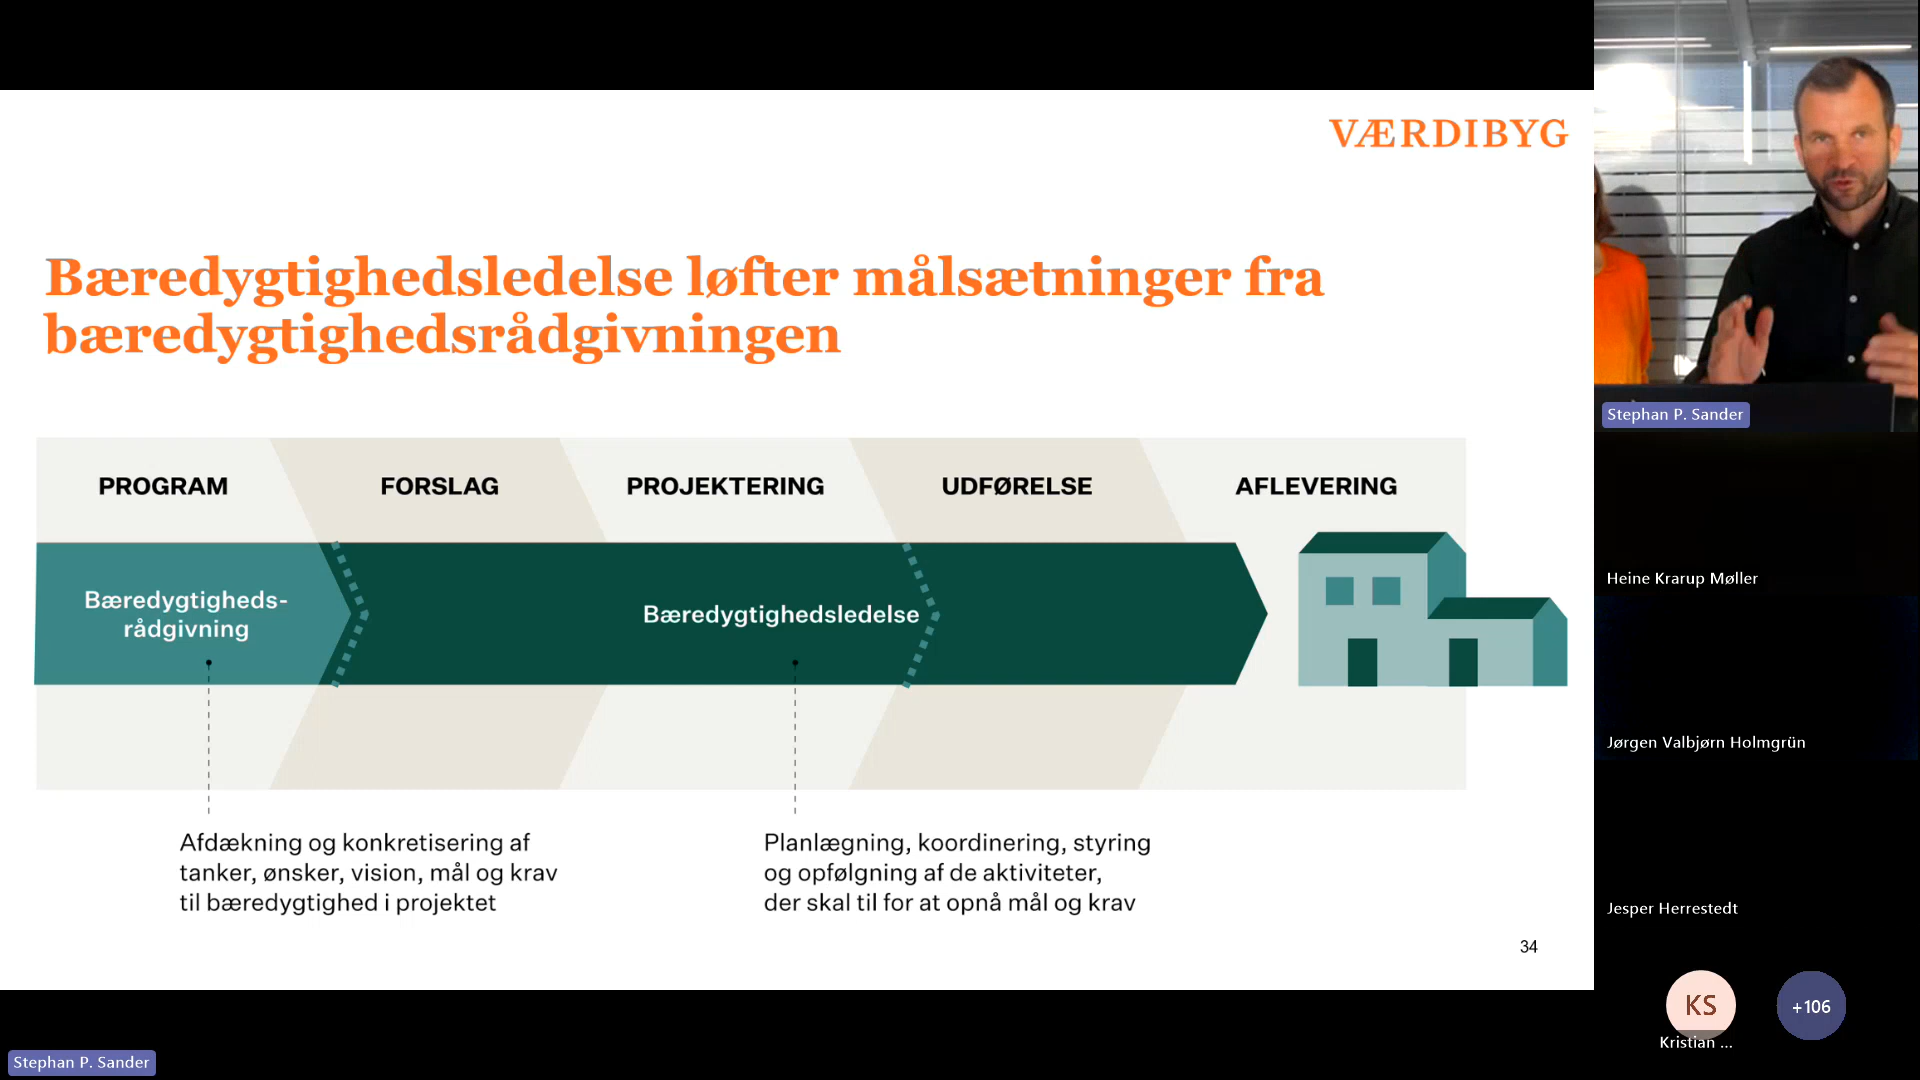 VÆRDIBYG
Bæredygtighedsledelse løfter målsætninger fra
bæredygtighedsrådgivningen
PROGRAM
FORSLAG
PROJEKTERING
UDFØRELSE
AFLEVERING
Bæredygtigheds-
rådgivning
Bæredygtighedsledelse
Afdækning og konkretisering af
tanker, ønsker, vision, mål og krav
til bæredygtighed i projektet
Planlægning, koordinering, styring
og opfølgning af de aktiviteter,
der skal til for at opnå mål og krav
34
Stephan P. Sander
Stephan P. Sander
Heine Krarup Møller
Jørgen Valbjørn Holmgrün
Jesper Herrestedt
KS
Kristian ...
+106